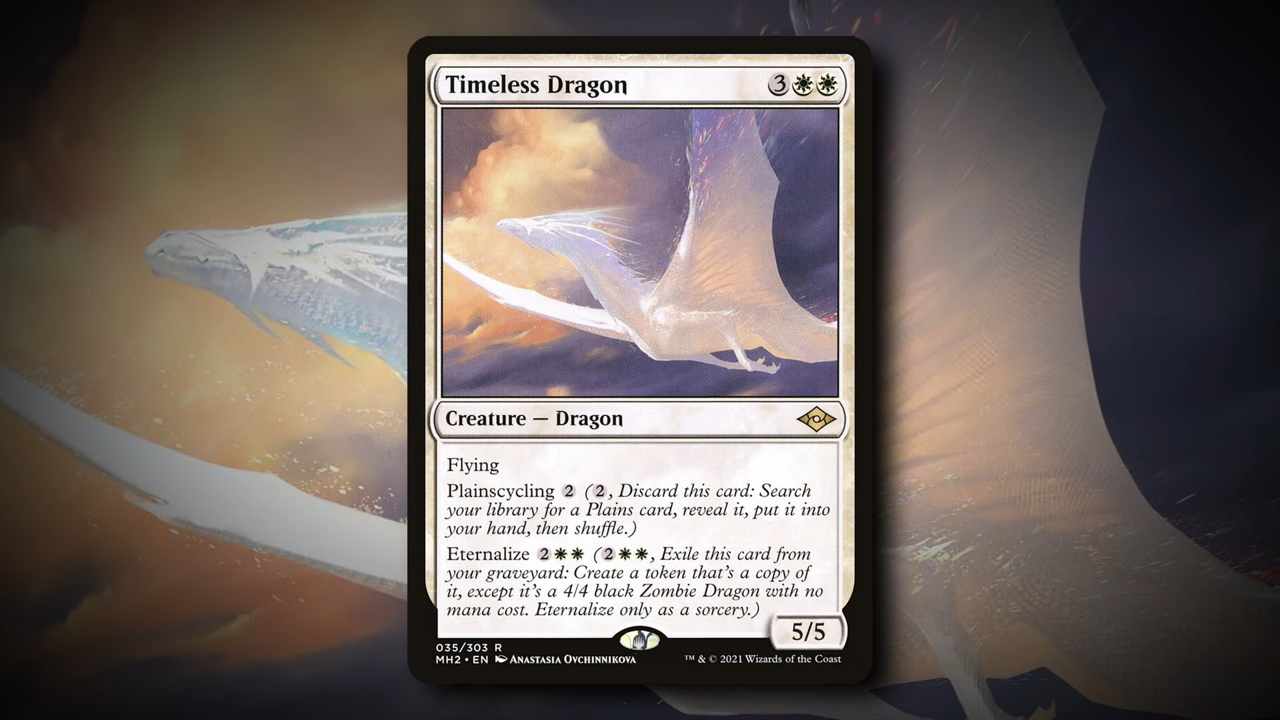 Timeless Dragon 3
Creature — Dragon
Flying
Plainscycling 2 (2, Discard this card: Search
your library for a Plains card, reveal it, put it into
your hand, then shuffle.)
Eternalize 2 (2, Exile this card from
your graveyard: Create a token that's a copy of
it, except it's a 4/4 black Zombie Dragon with no
mana cost. Eternalize only as a sorcery.)
5/5
035/303 R
MH2 • EN Anastasia Ovchinnikova
™ & © 2021 Wizards of the Coast